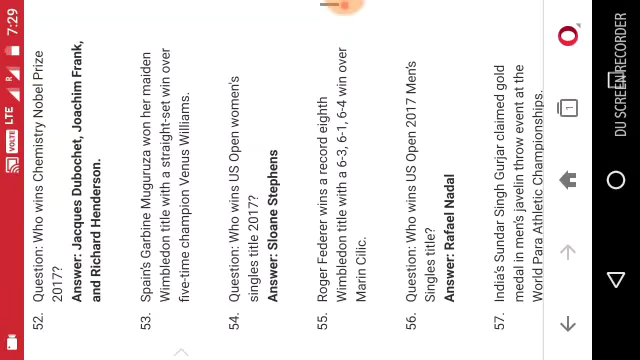 7:29
R
LTE
VOLTE
52. Question: Who wins Chemistry Nobel Prize
2017?
Answer: Jacques Dubochet, Joachim Frank,
and Richard Henderson.
53. Spain's Garbine Muguruza won her maiden
Wimbledon title with a straight-set win over
five-time champion Venus Williams.
54. Question: Who wins US Open women's
singles title 2017?
Answer: Sloane Stephens
55. Roger Federer wins a record eighth
Wimbledon title with a 6-3, 6-1, 6-4 win over
Marin Cilic.
56. Question: Who wins US Open 2017 Men's
Singles title?
Answer: Rafael Nadal
57. India's Sundar Singh Gurjar claimed gold
medal in men's javelin throw event at the
World Para Athletic Championships.
1
DU SCREEN RECORDER